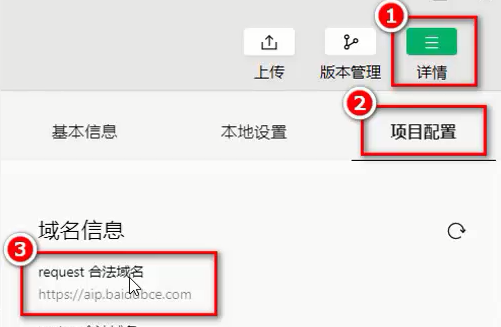 1
上传
版本管理
详情
2
基本信息
本地设置
项目配置
域名信息
3
request 合法域名
https://aip.baidubce.com